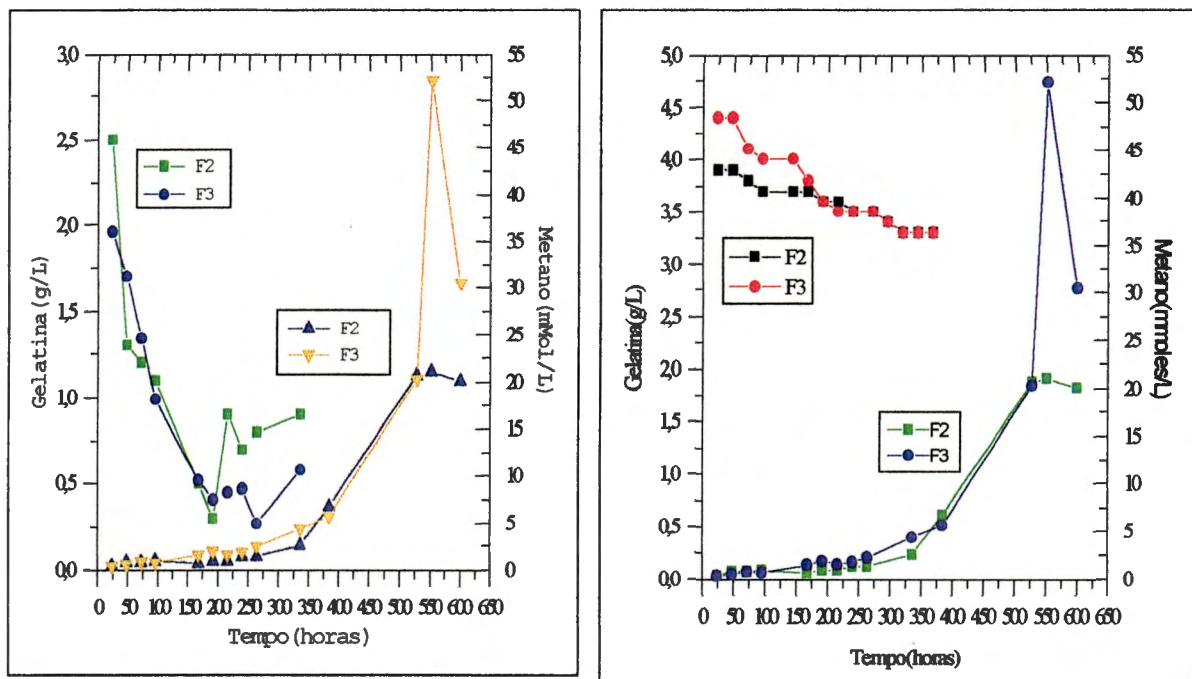 3,0
2,5
2,0
1,5
1,0
0,5
0,0
Gelatina (g/L)
F2
F3
F2
F3
55
50
45
40
35
30
25
20
15
10
5
0
Metano (mMol/L)
0 50 100 150 200 250 300 350 400 450 500 550 600 650
Tempo (horas)
5,0
4,5
4,0
3,5
3,0
2,5
2,0
1,5
1,0
0,5
0,0
Gelatina(g/L)
F2
F3
F2
F3
55
50
45
40
35
30
25
20
15
10
5
0
Metano(mmoles/L)
0 50 100 150 200 250 300 350 400 450 500 550 600 650
Tempo(horas)